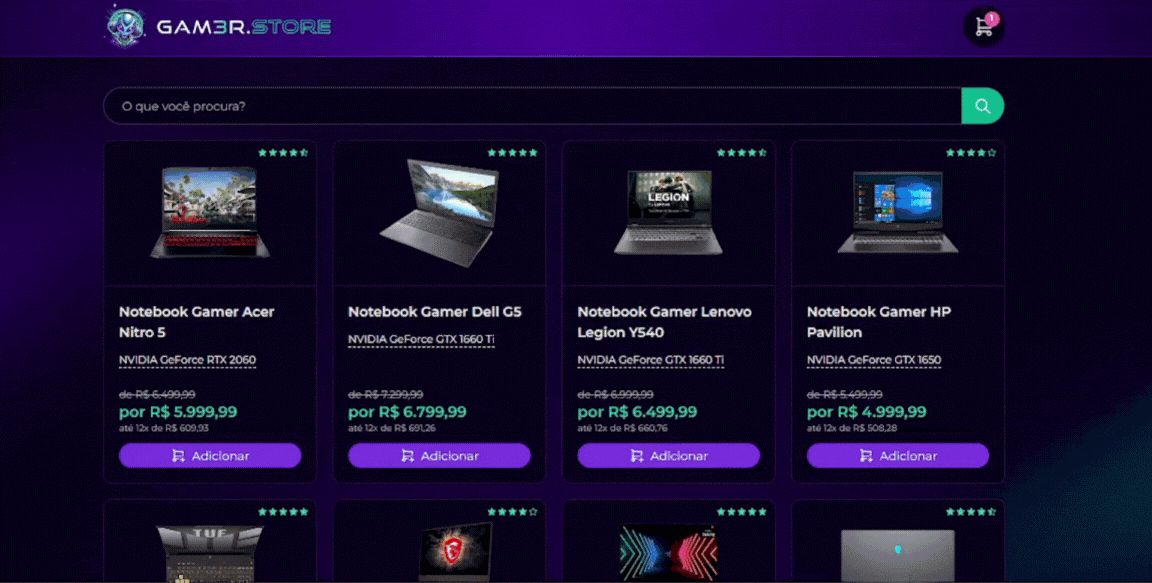 GAM3R.STORE
1
O que você procura?
LEGION
Notebook Gamer Acer
Nitro 5
NVIDIA GeForce RTX 2060
de R$ 6.499,99
por R$ 5.999,99
até 12x de R$ 609,93
Adicionar
Notebook Gamer Dell G5
NVIDIA GeForce GTX 1660 Ti
de R$ 7.299,99
por R$ 6.799,99
até 12x de R$ 691,26
Adicionar
Notebook Gamer Lenovo
Legion Y540
NVIDIA GeForce GTX 1660 Ti
de R$ 6.999,99
por R$ 6.499,99
até 12x de R$ 660,76
Adicionar
Notebook Gamer HP
Pavilion
NVIDIA GeForce GTX 1650
de R$ 5.499,99
por R$ 4.999,99
até 12x de R$ 508,28
Adicionar
TUF